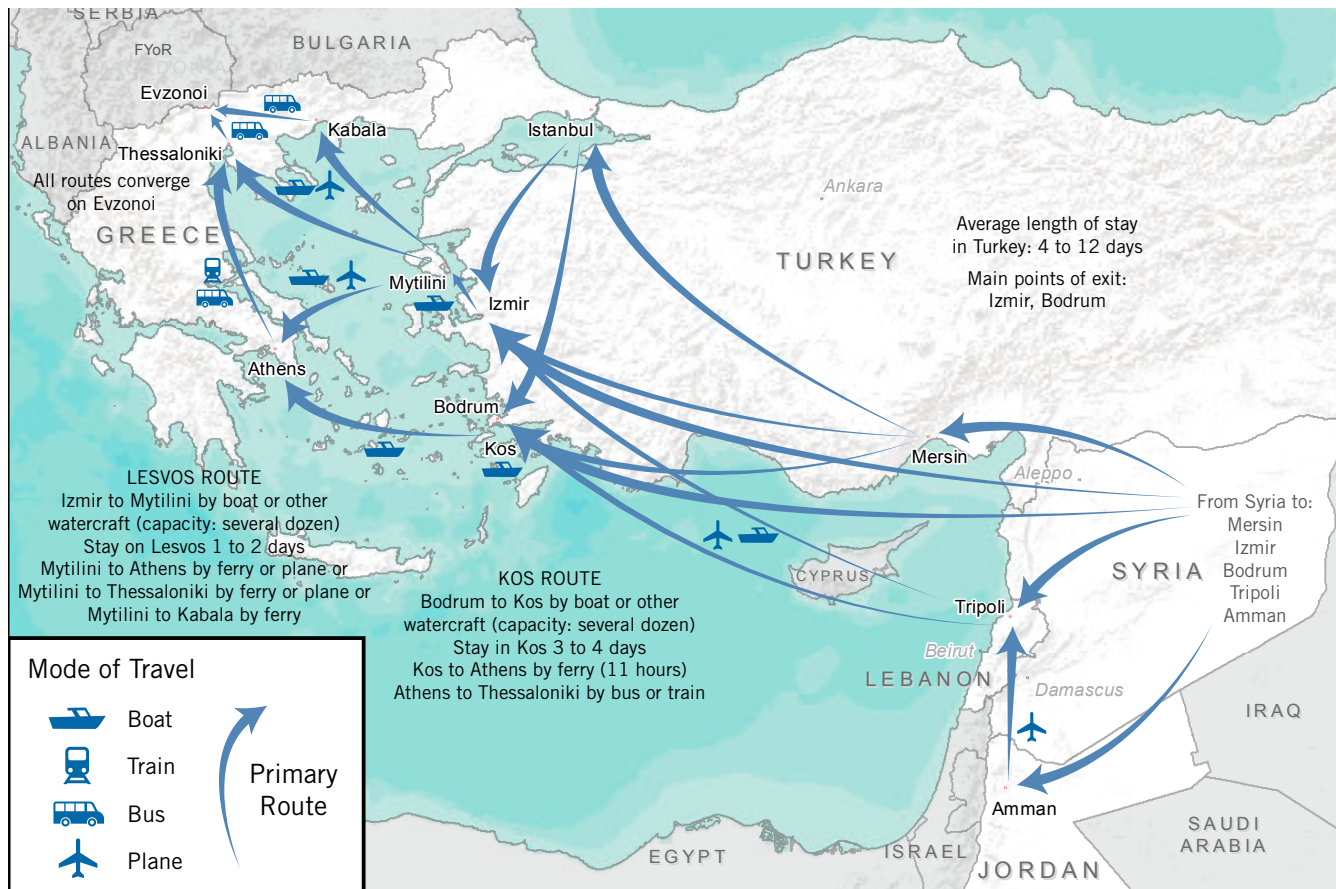 SERBIA
BULGARIA
FYoR
Evzonoi
Kabala
Istanbul
ALBANIA
Thessaloniki
All routes converge
on Evzonoi
GREECE
Ankara
TURKEY
Average length of stay
in Turkey: 4 to 12 days
Main points of exit:
Izmir, Bodrum
Mytilini
Izmir
Athens
Bodrum
Kos
Mersin
Aleppo
LESVOS ROUTE
Izmir to Mytilini by boat or other
watercraft (capacity: several dozen)
Stay on Lesvos 1 to 2 days
Mytilini to Athens by ferry or plane or
Mytilini to Thessaloniki by ferry or plane or
Mytilini to Kabala by ferry
KOS ROUTE
Bodrum to Kos by boat or other
watercraft (capacity: several dozen)
Stay in Kos 3 to 4 days
Kos to Athens by ferry (11 hours)
Athens to Thessaloniki by bus or train
From Syria to:
Mersin
Izmir
Bodrum
Tripoli
Amman
CYPRUS
SYRIA
Tripoli
Beirut
LEBANON
Damascus
IRAQ
Amman
SAUDI
ARABIA
EGYPT
ISRAEL
JORDAN
Mode of Travel
Boat
Train
Bus
Plane
Primary
Route